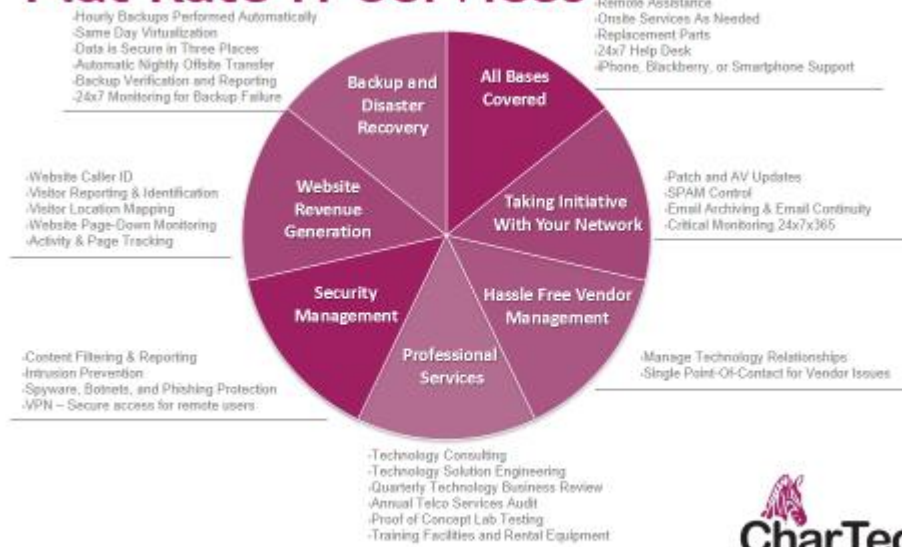 Flat Rate IT Services
-Hourly Backups Performed Automatically
-Same Day Virtualization
-Data is Secure in Three Places
-Automatic Nightly Offsite Transfer
-Backup Verification and Reporting
-24x7 Monitoring for Backup Failure
-Remote Assistance
-Onsite Services As Needed
-Replacement Parts
-24x7 Help Desk
-iPhone, Blackberry, or Smartphone Support
Backup and
Disaster
Recovery
All Bases
Covered
-Website Caller ID
-Visitor Reporting & Identification
-Visitor Location Mapping
-Website Page-Down Monitoring
-Activity & Page Tracking
Website
Revenue
Generation
Taking Initiative
With Your Network
-Patch and AV Updates
-SPAM Control
-Email Archiving & Email Continuity
-Critical Monitoring 24x7x365
Security
Management
Hassle Free Vendor
Management
Professional
Services
-Content Filtering & Reporting
-Intrusion Prevention
-Spyware, Botnets, and Phishing Protection
-VPN – Secure access for remote users
-Manage Technology Relationships
-Single Point-Of-Contact for Vendor Issues
-Technology Consulting
-Technology Solution Engineering
-Quarterly Technology Business Review
-Annual Telco Services Audit
-Proof of Concept Lab Testing
-Training Facilities and Rental Equipment
CharTec